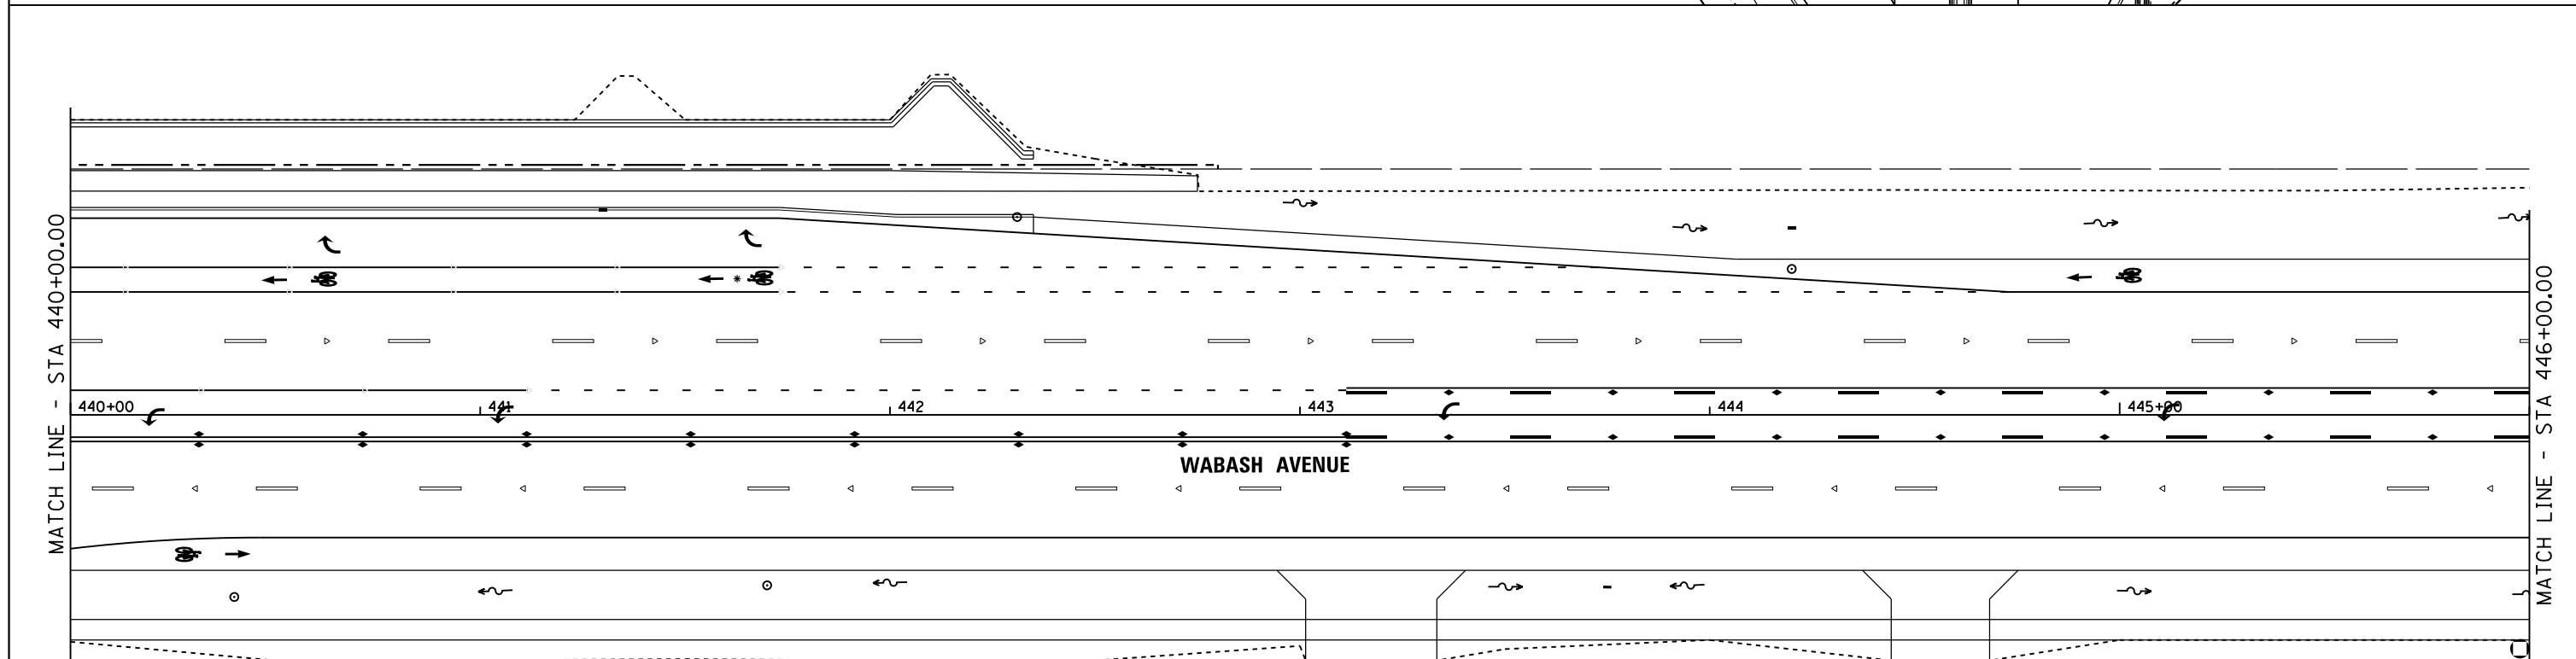 MATCH LINE - STA 440+00.00
440+00
441
442
443
444
445+00
WABASH AVENUE
MATCH LINE - STA 446+00.00